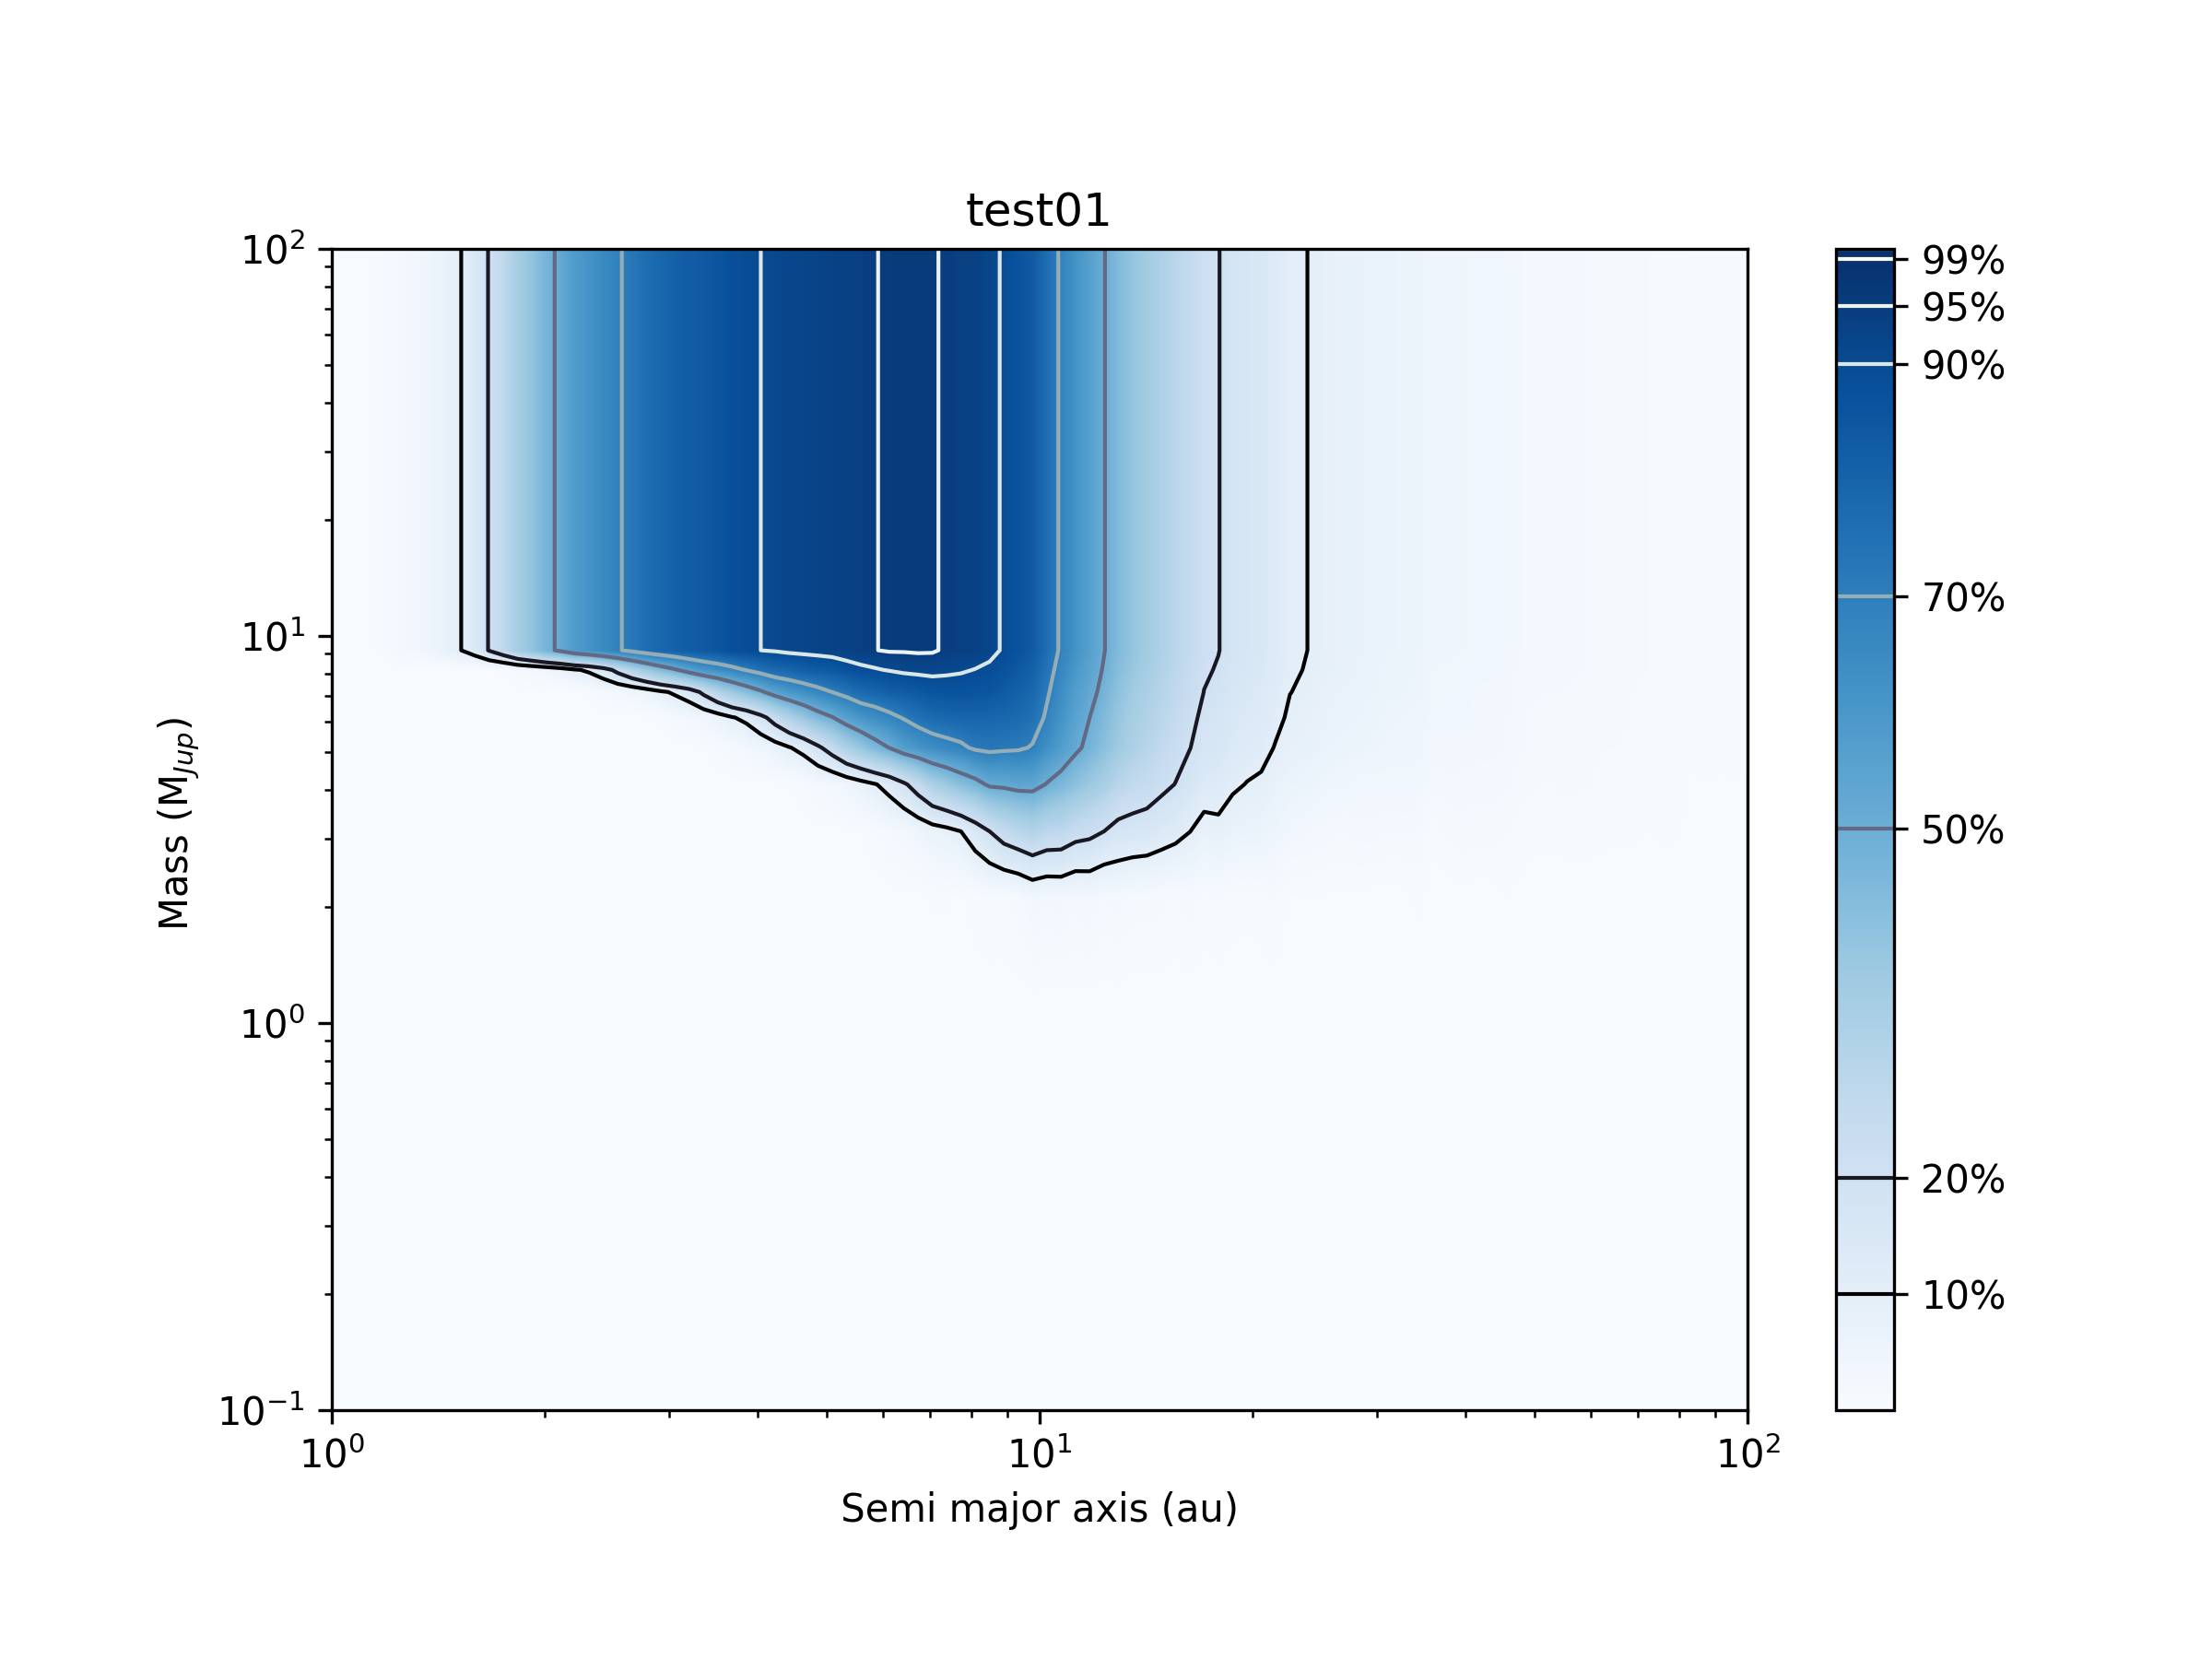 test01
10²
10¹
10⁰
10⁻¹
Mass (M_Jup)
10⁰ 10¹ 10²
Semi major axis (au)
99%
95%
90%
70%
50%
20%
10%